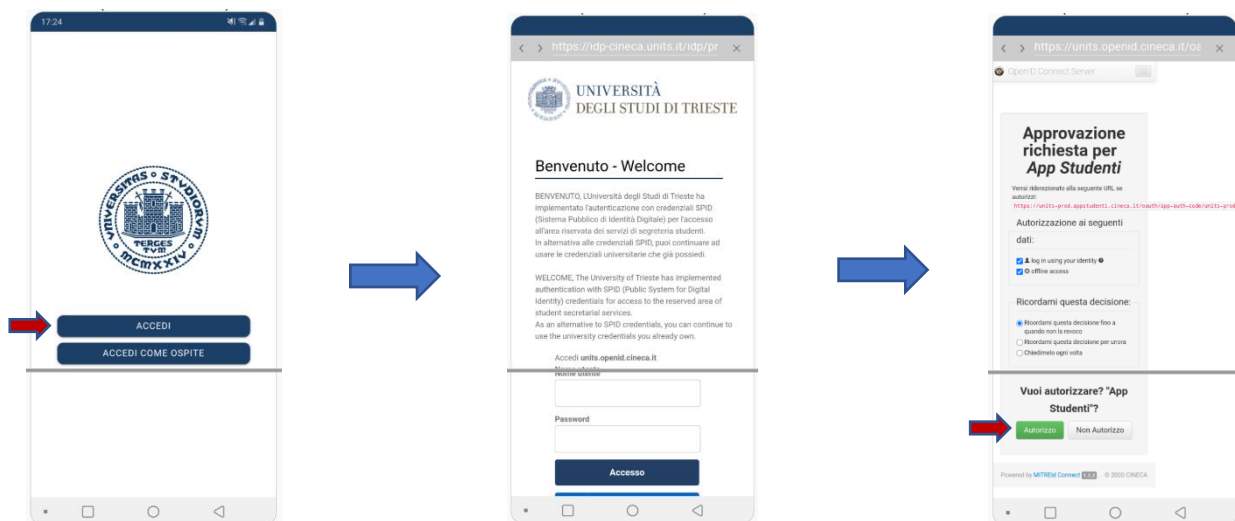 17:24
UNIVERSITAS STUDIORUM
TERGES
TVM
MCMXXIV
ACCEDI
ACCEDI COME OSPITE
https://idp-cineca.units.it/idp/pr
UNIVERSITÀ
DEGLI STUDI DI TRIESTE
Benvenuto - Welcome
BENVENUTO, L'Università degli Studi di Trieste ha
implementato l'autenticazione con credenziali SPID
(Sistema Pubblico di Identità Digitale) per l'accesso
all'area riservata dei servizi di segreteria studenti.
In alternativa alle credenziali SPID, puoi continuare ad
usare le credenziali universitarie che già possiedi.
WELCOME, The University of Trieste has implemented
authentication with SPID (Public System for Digital
Identity) credentials for access to the reserved area of
student secretarial services.
As an alternative to SPID credentials, you can continue to
use the university credentials you already own.
Accedi units.openid.cineca.it
Nome utente
Password
Accesso
https://units.openid.cineca.it/oa
OpenID Connect Server
Approvazione
richiesta per
App Studenti
Verrai ridirezionato alla seguente URL se
autorizzi:
https://units-prod.appstudenti.cineca.it/oauth/app-auth-code/units-prod
Autorizzazione ai seguenti
dati:
log in using your identity
offline access
Ricordami questa decisione:
Ricordami questa decisione fino a
quando non la revoco
Ricordami questa decisione per un'ora
Chiedimelo ogni volta
Vuoi autorizzare? "App
Studenti"?
Autorizzo
Non Autorizzo
Powered by MITREid Connect 1.3.3 © 2020 CINECA